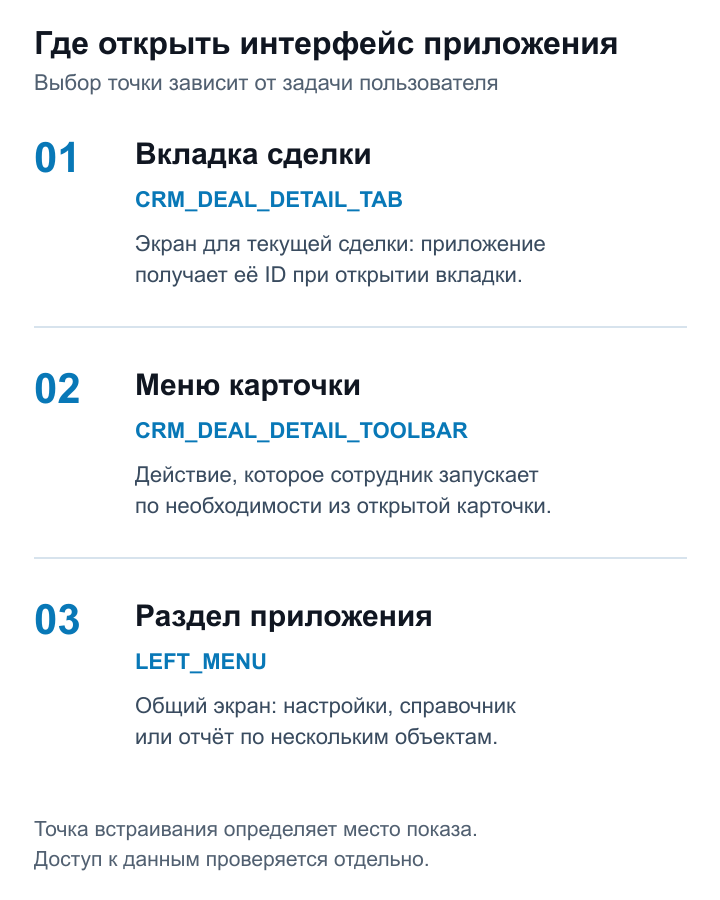 Где открыть интерфейс приложения
Выбор точки зависит от задачи пользователя
01
Вкладка сделки
CRM_DEAL_DETAIL_TAB
Экран для текущей сделки: приложение
получает её ID при открытии вкладки.
02
Меню карточки
CRM_DEAL_DETAIL_TOOLBAR
Действие, которое сотрудник запускает
по необходимости из открытой карточки.
03
Раздел приложения
LEFT_MENU
Общий экран: настройки, справочник
или отчёт по нескольким объектам.
Точка встраивания определяет место показа.
Доступ к данным проверяется отдельно.